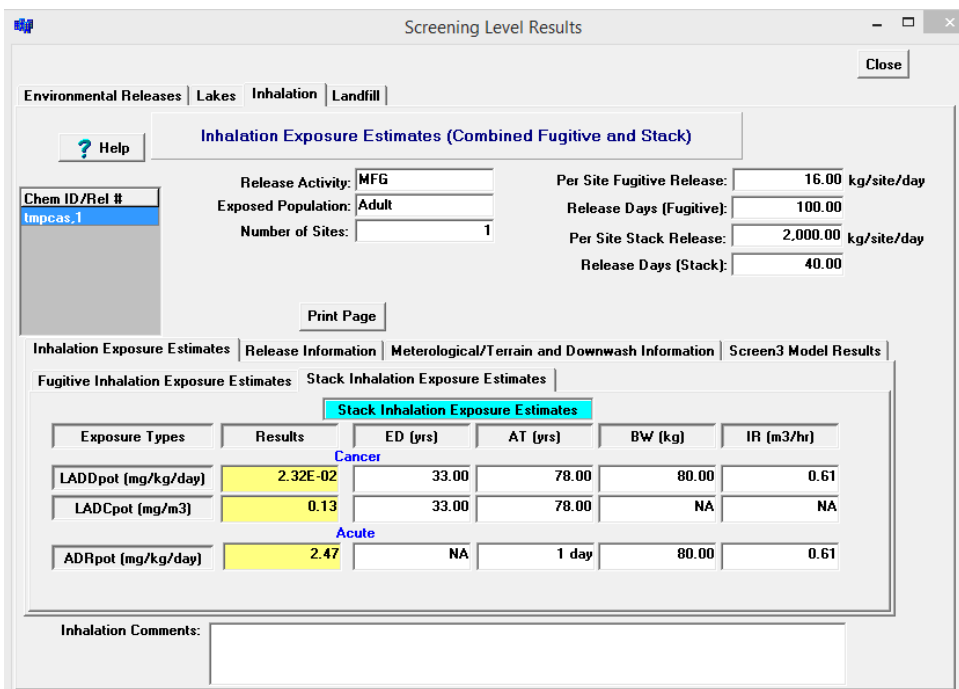 Screening Level Results
Close
Environmental Releases Lakes Inhalation Landfill
? Help
Inhalation Exposure Estimates (Combined Fugitive and Stack)
Chem ID/Rel #
tmpcas,1
Release Activity: MFG
Exposed Population: Adult
Number of Sites: 1
Per Site Fugitive Release: 16.00 kg/site/day
Release Days (Fugitive): 100.00
Per Site Stack Release: 2,000.00 kg/site/day
Release Days (Stack): 40.00
Print Page
Inhalation Exposure Estimates Release Information Meterological/Terrain and Downwash Information Screen3 Model Results
Fugitive Inhalation Exposure Estimates Stack Inhalation Exposure Estimates
Stack Inhalation Exposure Estimates
Exposure Types Results ED (yrs) AT (yrs) BW (kg) IR (m3/hr)
Cancer
LADDpot (mg/kg/day) 2.32E-02 33.00 78.00 80.00 0.61
LADCpot (mg/m3) 0.13 33.00 78.00 NA NA
Acute
ADRpot (mg/kg/day) 2.47 NA 1 day 80.00 0.61
Inhalation Comments: